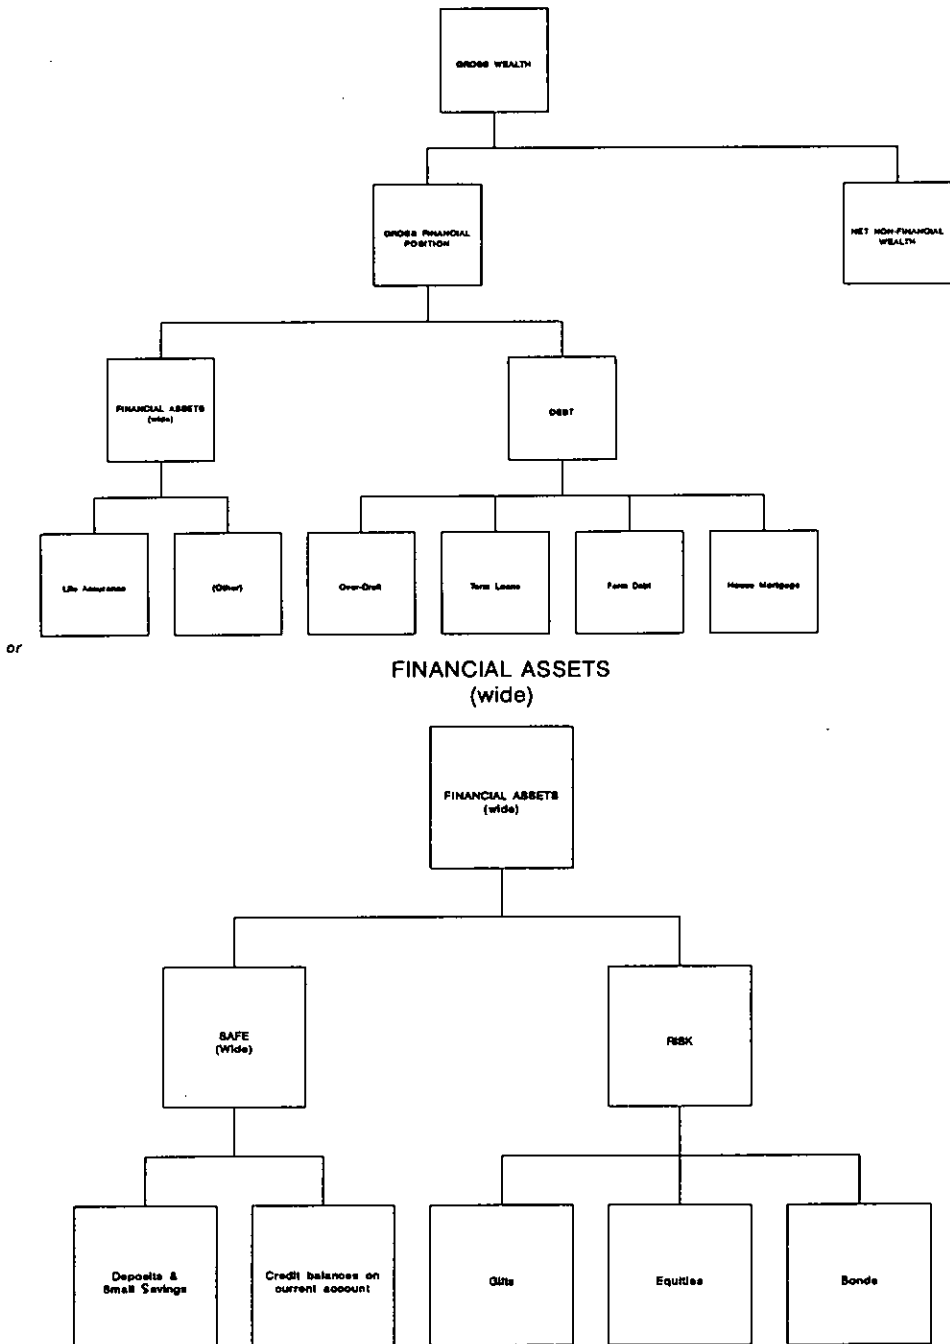 GROSS WEALTH
GROSS FINANCIAL
POSITION
NET NON-FINANCIAL
WEALTH
FINANCIAL ASSETS
(wide)
DEBT
Life Assurance
(Other)
Over-Draft
Term Loans
Farm Debt
House Mortgage
or
FINANCIAL ASSETS
(wide)
FINANCIAL ASSETS
(wide)
SAFE
(Wide)
RISK
Deposits &
Small Savings
Credit balances on
current account
Gilts
Equities
Bonds